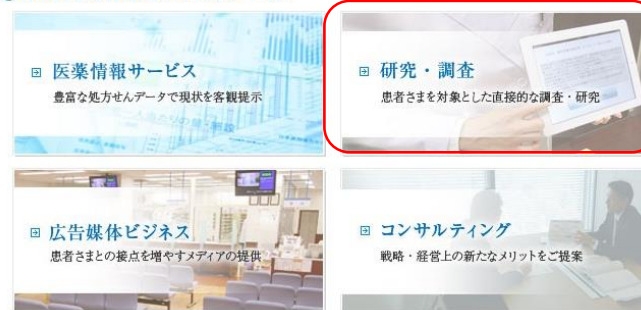 医薬情報サービス
豊富な処方せんデータで現状を客観提示
研究・調査
患者さまを対象とした直接的な調査・研究
広告媒体ビジネス
患者さまとの接点を増やすメディアの提供
コンサルティング
戦略・経営上の新たなメリットをご提案